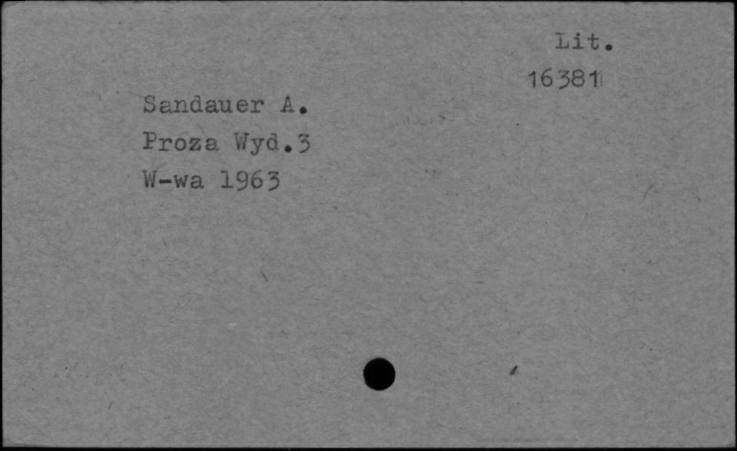 Lit.
16381
Sandauer A.
Proza Wyd.3
W-wa 1963